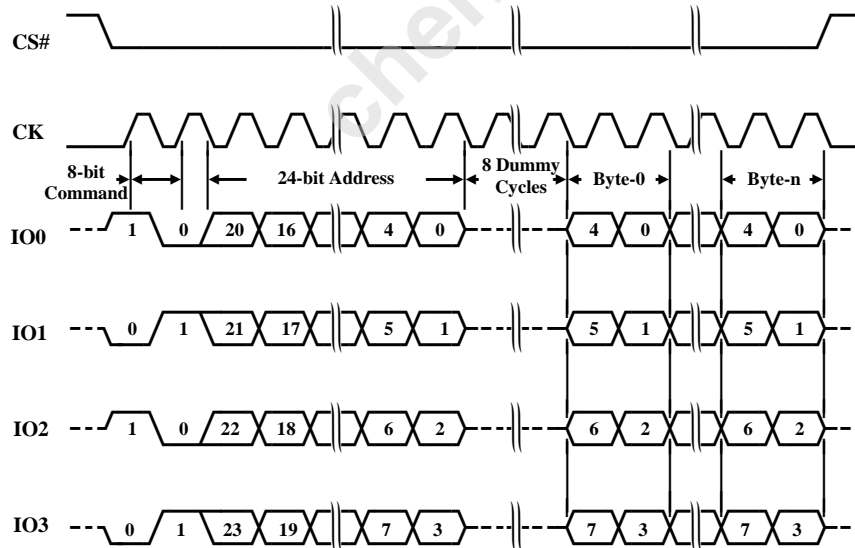 CS#
CK
8-bit Command
24-bit Address
8 Dummy Cycles
Byte-0
Byte-n
IO0 1 0 20 16 4 0 4 0 4 0
IO1 0 1 21 17 5 1 5 1 5 1
IO2 1 0 22 18 6 2 6 2 6 2
IO3 0 1 23 19 7 3 7 3 7 3